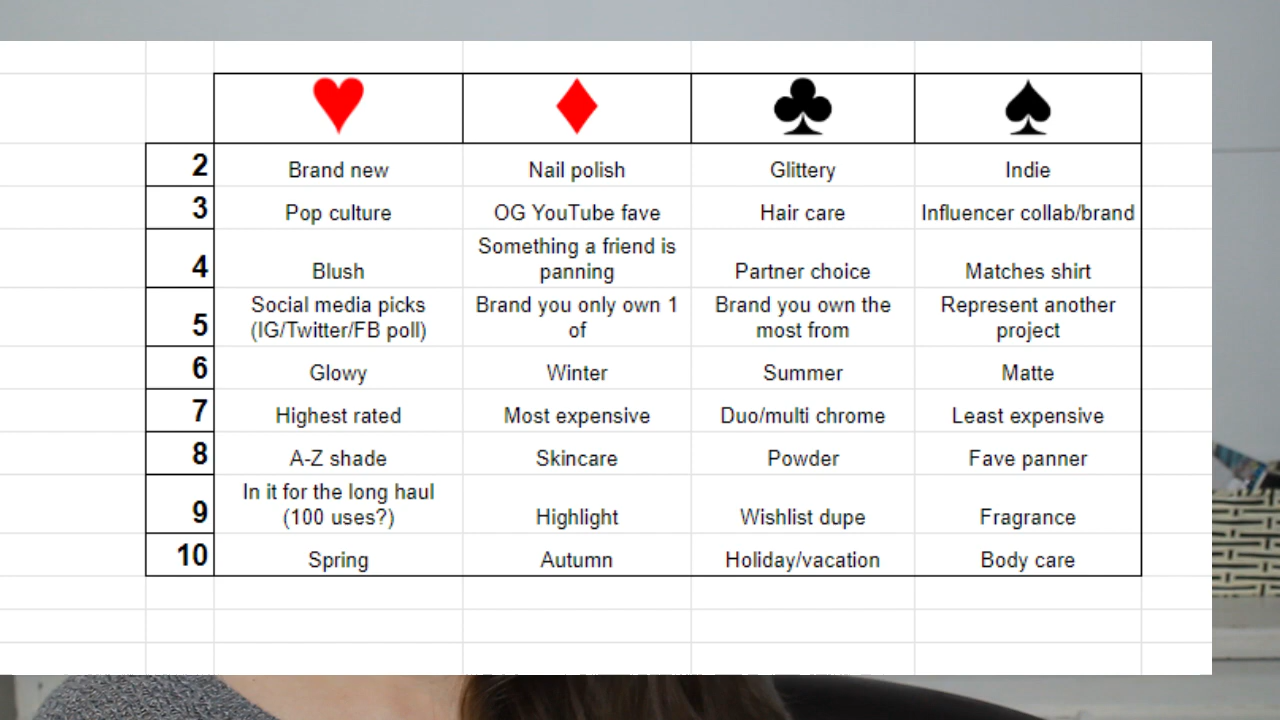 ♥ ♦ ♣ ♠
2 Brand new Nail polish Glittery Indie
3 Pop culture OG YouTube fave Hair care Influencer collab/brand
4 Blush Something a friend is panning Partner choice Matches shirt
5 Social media picks (IG/Twitter/FB poll) Brand you only own 1 of Brand you own the most from Represent another project
6 Glowy Winter Summer Matte
7 Highest rated Most expensive Duo/multi chrome Least expensive
8 A-Z shade Skincare Powder Fave panner
9 In it for the long haul (100 uses?) Highlight Wishlist dupe Fragrance
10 Spring Autumn Holiday/vacation Body care